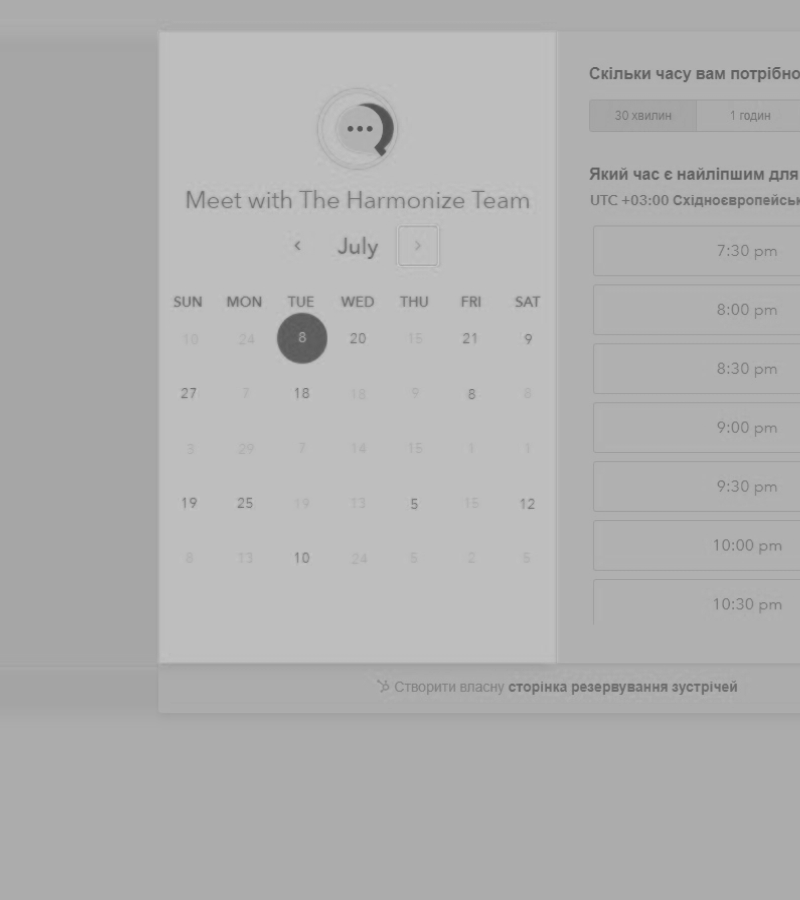 Meet with The Harmonize Team
July
SUN MON TUE WED THU FRI SAT
10 24 8 20 15 21 9
27 7 18 18 9 8 8
3 29 7 14 15 1 1
19 25 19 13 5 15 12
8 13 10 24 5 2 5
Скільки часу вам потрібно
30 хвилин 1 годин
Який час є найліпшим для
UTC +03:00 Східноєвропейськ
7:30 pm
8:00 pm
8:30 pm
9:00 pm
9:30 pm
10:00 pm
10:30 pm
Створити власну сторінка резервування зустрічей